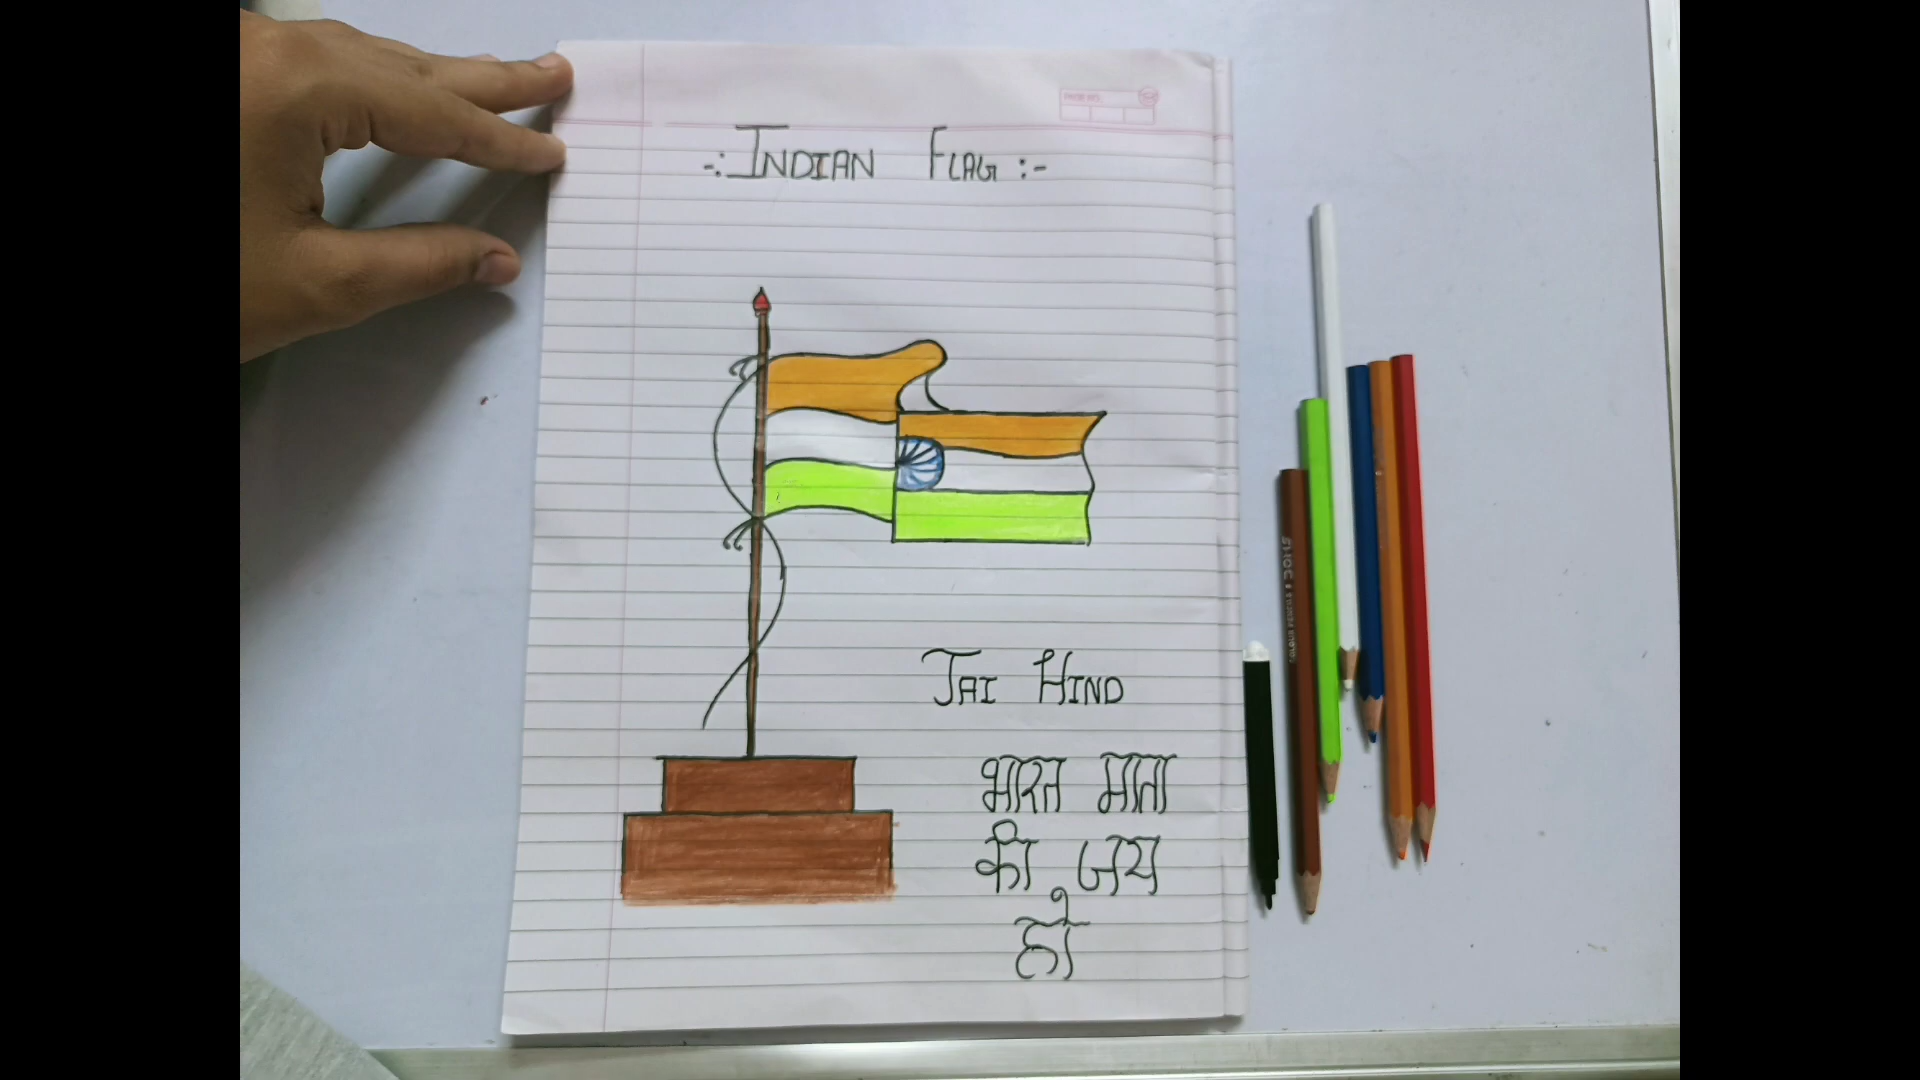 -: INDIAN FLAG :-
JAI HIND
भारत माता
की जय
हो